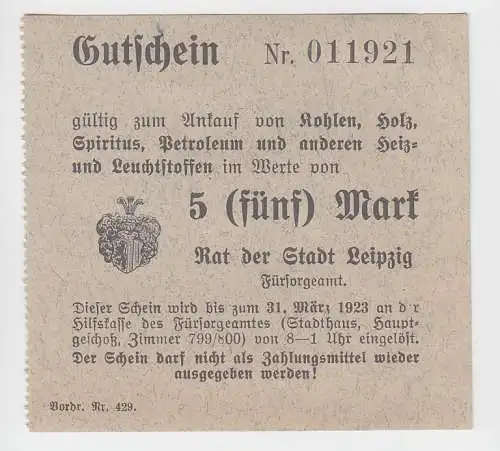 Gutschein Nr. 011921
gültig zum Ankauf von Kohlen, Holz,
Spiritus, Petroleum und anderen Heiz-
und Leuchtstoffen im Werte von
5 (fünf) Mark
Rat der Stadt Leipzig
Fürsorgeamt.
Dieser Schein wird bis zum 31. März 1923 an d r
Hilfskasse des Fürsorgeamtes (Stadthaus, Haupt-
geschoß, Zimmer 799/800) von 8—1 Uhr eingelöst.
Der Schein darf nicht als Zahlungsmittel wieder
ausgegeben werden!
Vordr. Nr. 429.